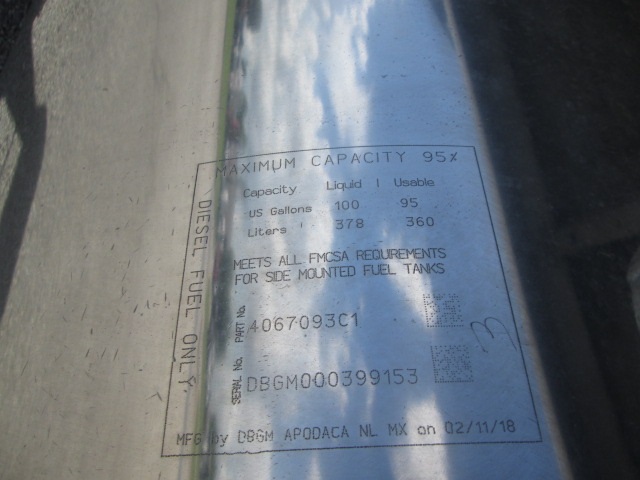 MAXIMUM CAPACITY 95%
Capacity Liquid | Usable
US Gallons 100 95
Liters 378 360
DIESEL FUEL ONLY
MEETS ALL FMCSA REQUIREMENTS
FOR SIDE MOUNTED FUEL TANKS
PART No. 4067093C1
SERIAL No. DBGM000399153
3
MFG by DBGM APODACA NL MX on 02/11/18